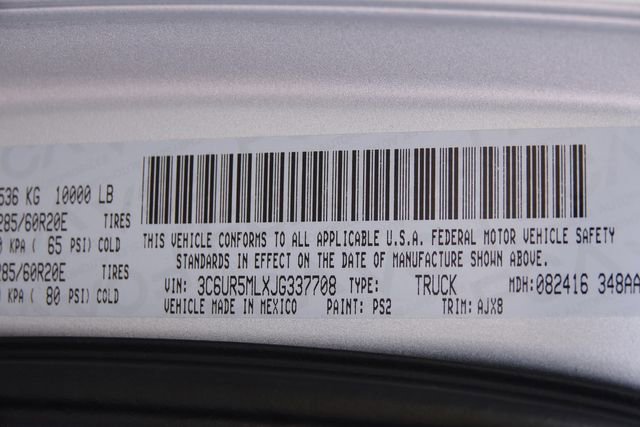 536 KG 10000 LB
285/60R20E TIRES
KPA ( 65 PSI) COLD
285/60R20E TIRES
KPA ( 80 PSI) COLD
THIS VEHICLE CONFORMS TO ALL APPLICABLE U.S.A. FEDERAL MOTOR VEHICLE SAFETY
STANDARDS IN EFFECT ON THE DATE OF MANUFACTURE SHOWN ABOVE.
VIN: 3C6UR5MLXJG337708 TYPE: TRUCK MDH:082416 348AA
VEHICLE MADE IN MEXICO PAINT: PS2 TRIM: AJX8